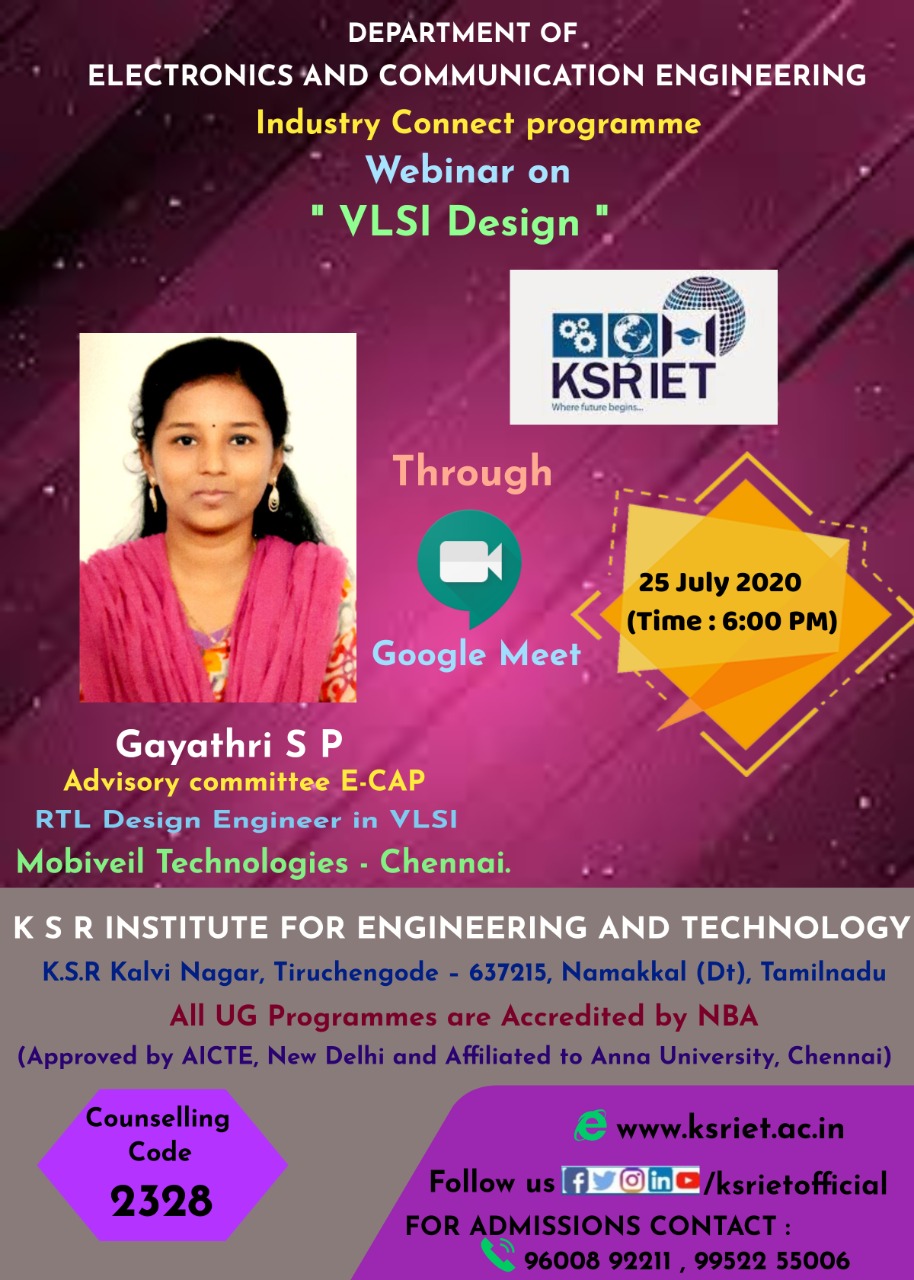 DEPARTMENT OF
ELECTRONICS AND COMMUNICATION ENGINEERING
Industry Connect programme
Webinar on
" VLSI Design "
KSRIET
Where future begins...
Through
Google Meet
25 July 2020
(Time : 6:00 PM)
Gayathri S P
Advisory committee E-CAP
RTL Design Engineer in VLSI
Mobiveil Technologies - Chennai.
K S R INSTITUTE FOR ENGINEERING AND TECHNOLOGY
K.S.R Kalvi Nagar, Tiruchengode – 637215, Namakkal (Dt), Tamilnadu
All UG Programmes are Accredited by NBA
(Approved by AICTE, New Delhi and Affiliated to Anna University, Chennai)
Counselling
Code
2328
www.ksriet.ac.in
Follow us /ksrietofficial
FOR ADMISSIONS CONTACT :
96008 92211 , 99522 55006